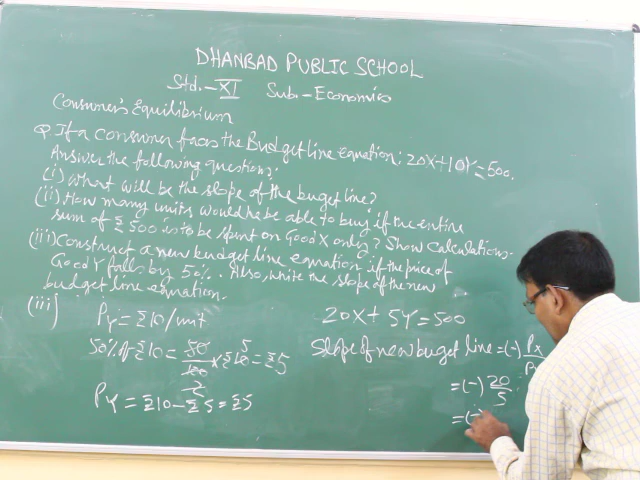 DHANBAD PUBLIC SCHOOL
Std.-XI Sub.-Economics
Consumer's Equilibrium
Q. If a consumer faces the Budget line equation: 20X+10Y=500.
Answer the following question:
(i) What will be the slope of the buget line?
(ii) How many units would he be able to buy if the entire
sum of ₹500 is to be spent on Good X only? Show calculations.
(iii) Construct a new budget line equation if the price of
Good Y falls by 50%. Also, write the slope of the new
budget line equation.
(iii) Py = ₹10/unit
50% of ₹10 = 50/100 × ₹10 = ₹5
5
2
Py = ₹10 - ₹5 = ₹5
20X + 5Y = 500
Slope of new buget line = (-) Px/P
= (-) 20/5
= (-)